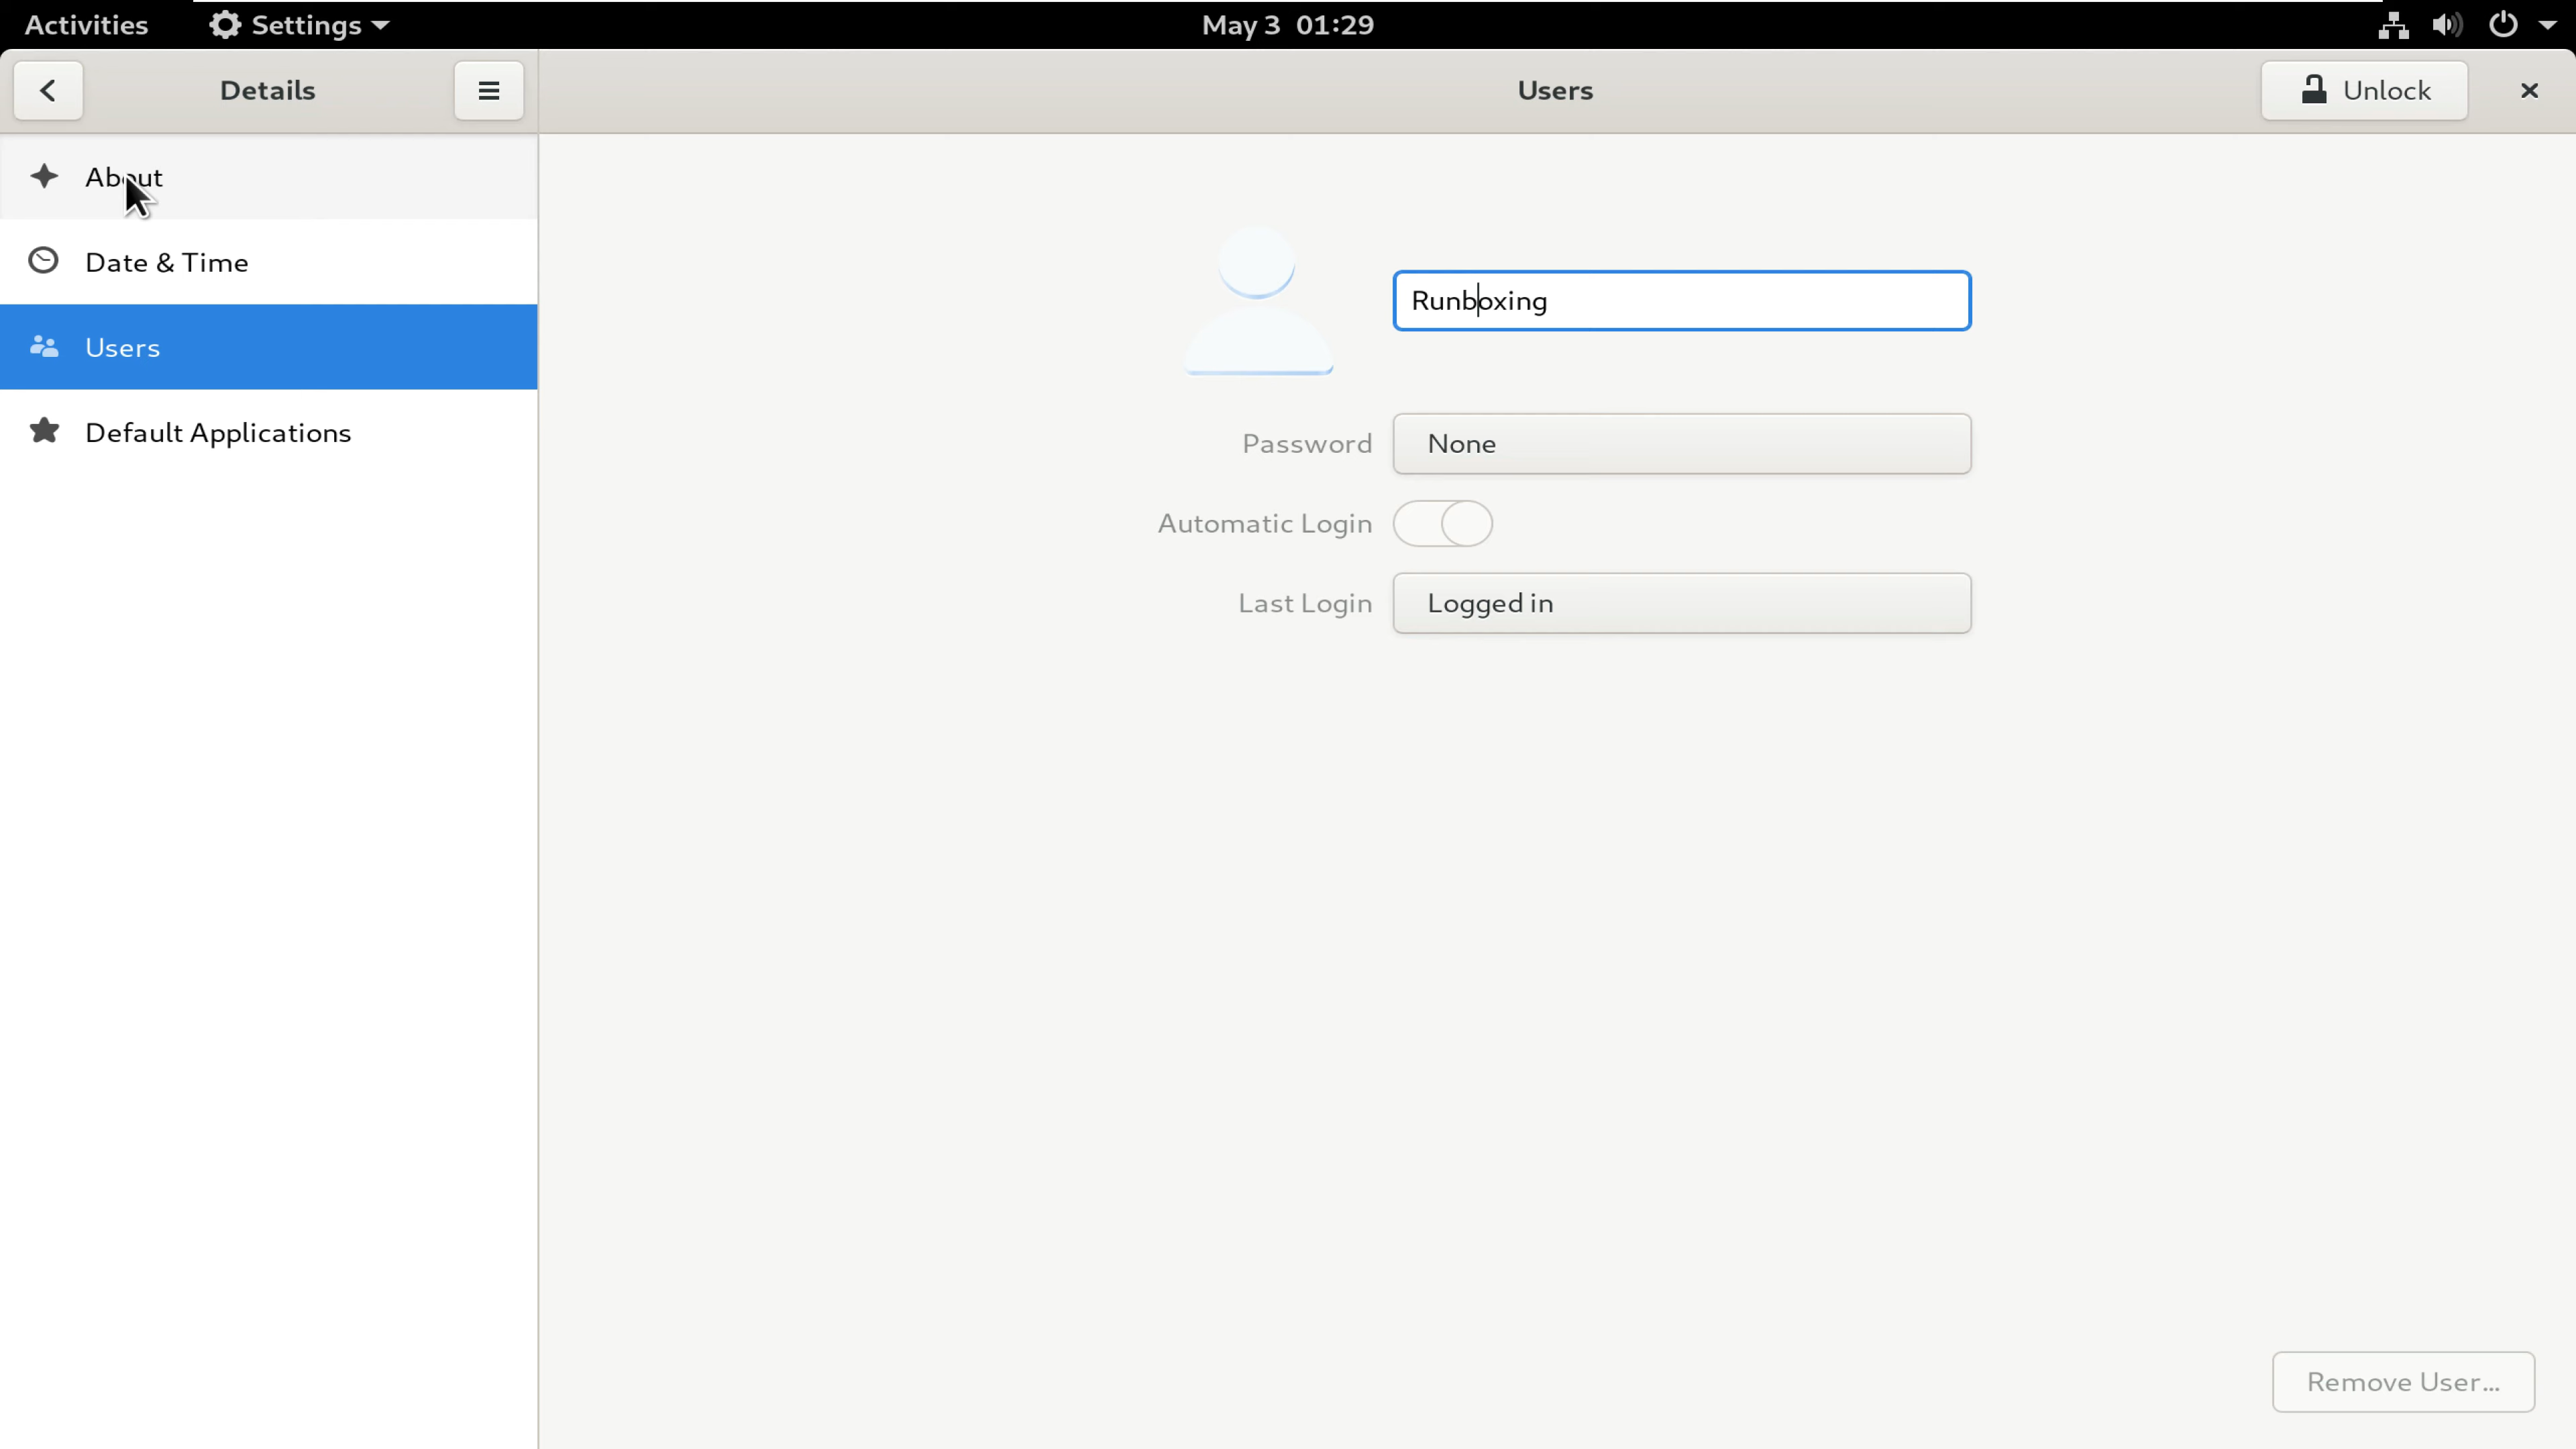 Activities Settings May 3 01:29
Details Users Unlock
About
Date & Time
Users
Default Applications
Runboxing
Password None
Automatic Login
Last Login Logged in
Remove User…